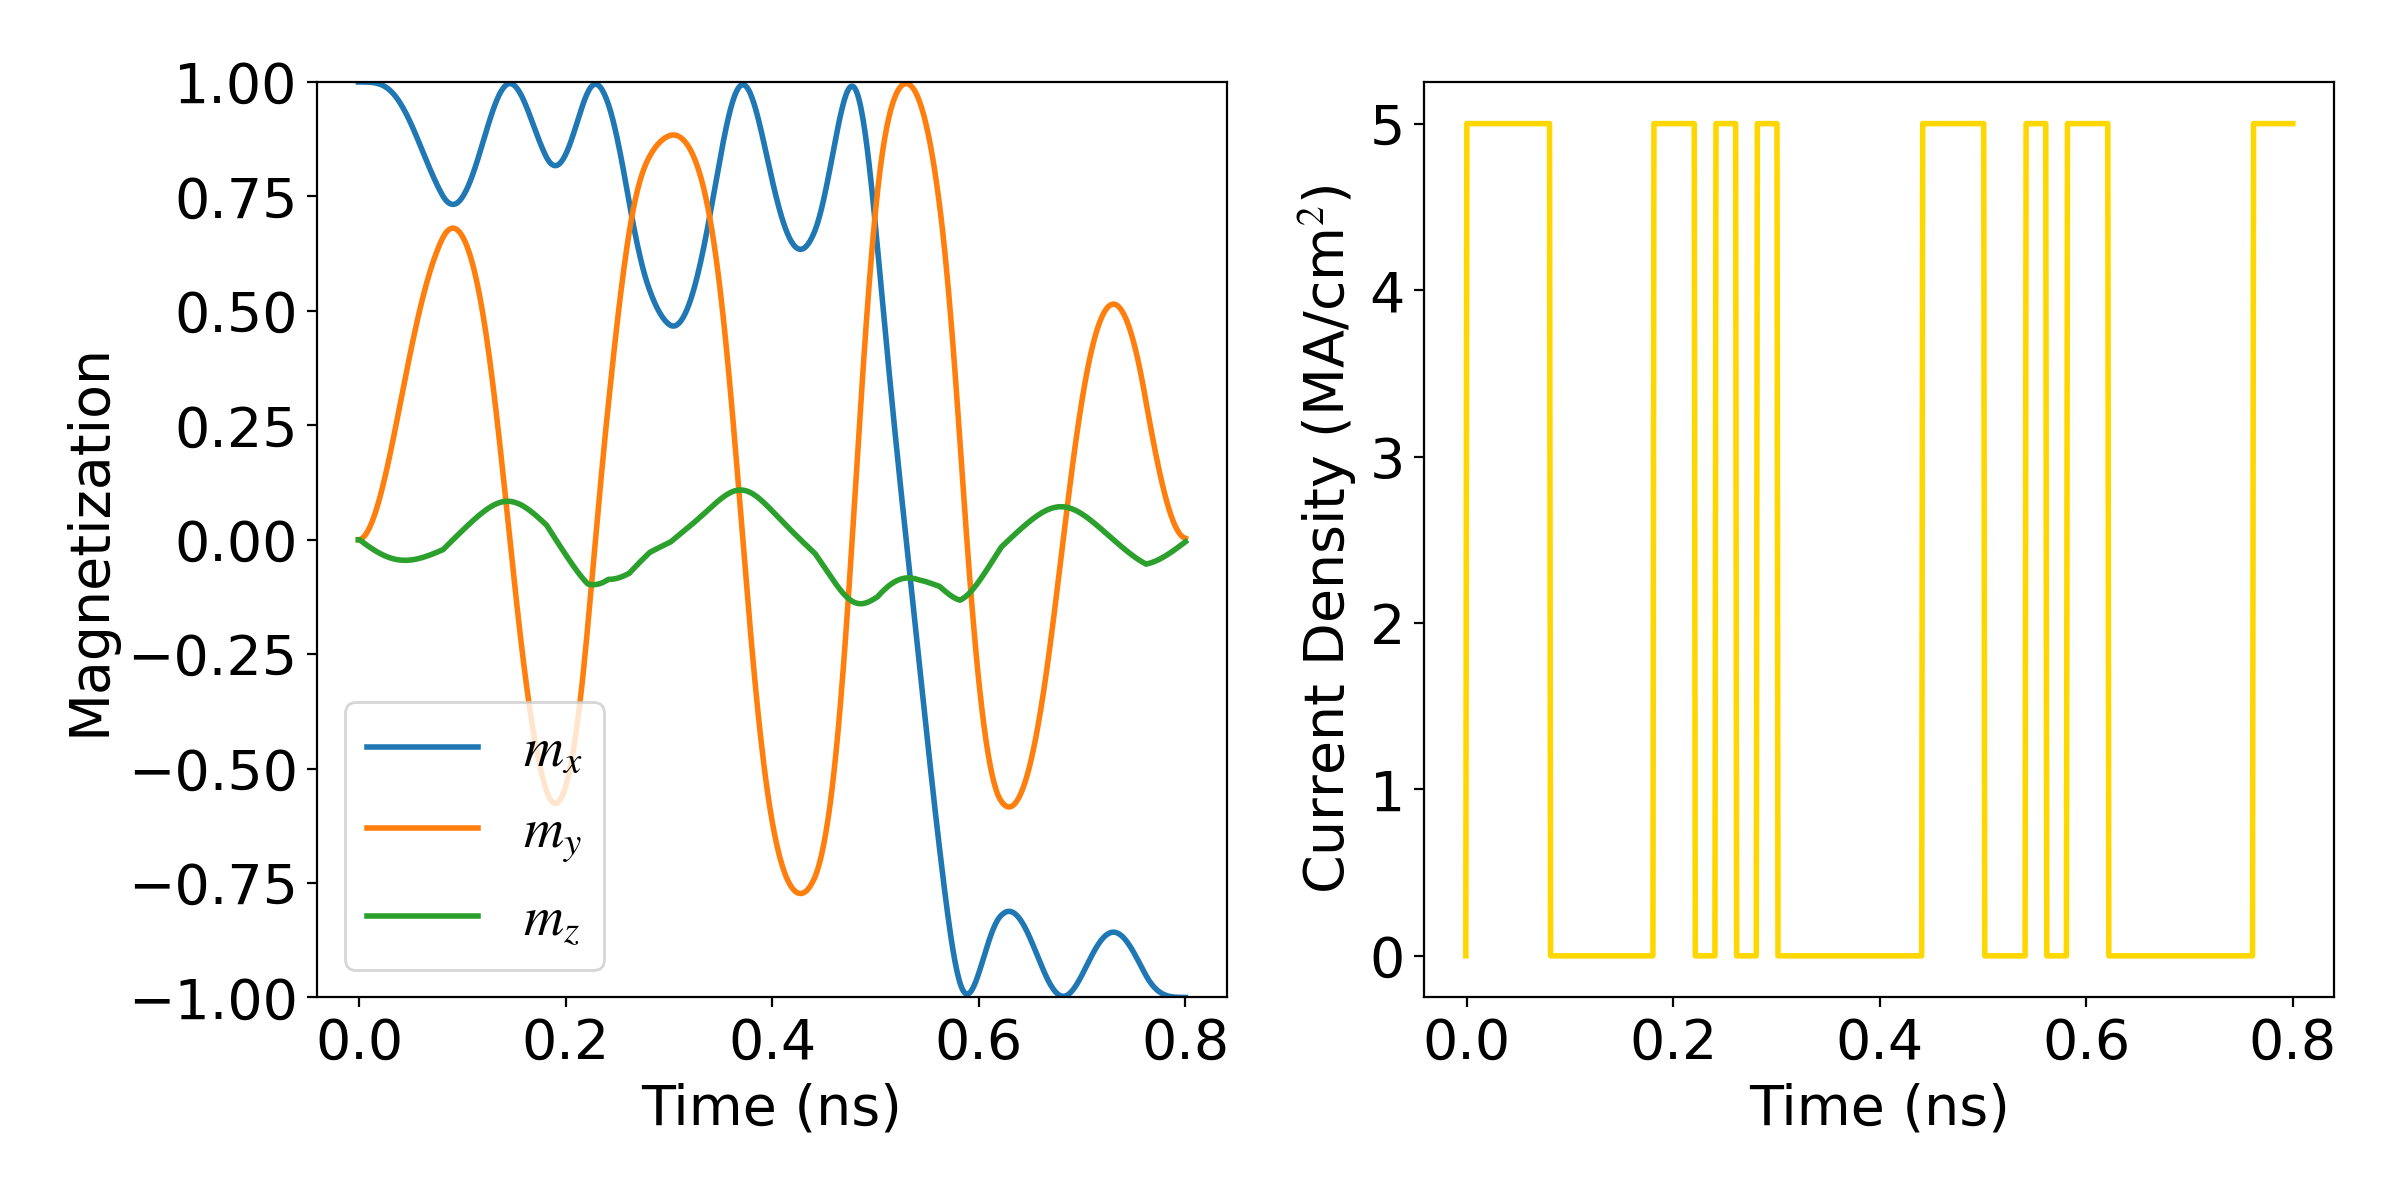 Magnetization
1.00
0.75
0.50
0.25
0.00
−0.25
−0.50
−0.75
−1.00
m_x
m_y
m_z
0.0 0.2 0.4 0.6 0.8
Time (ns)
Current Density (MA/cm²)
5
4
3
2
1
0
0.0 0.2 0.4 0.6 0.8
Time (ns)